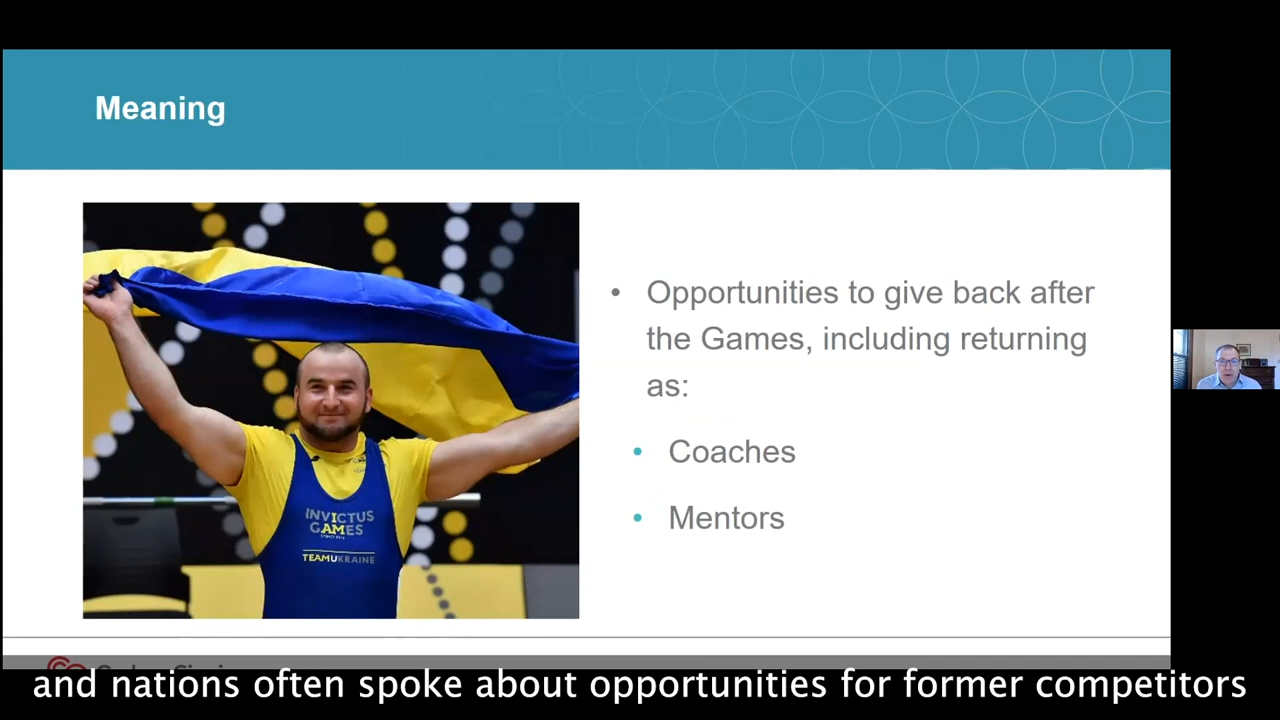 Meaning
INVICTUS
GAMES
TEAMUKRAINE
• Opportunities to give back after
the Games, including returning
as:
• Coaches
• Mentors
and nations often spoke about opportunities for former competitors